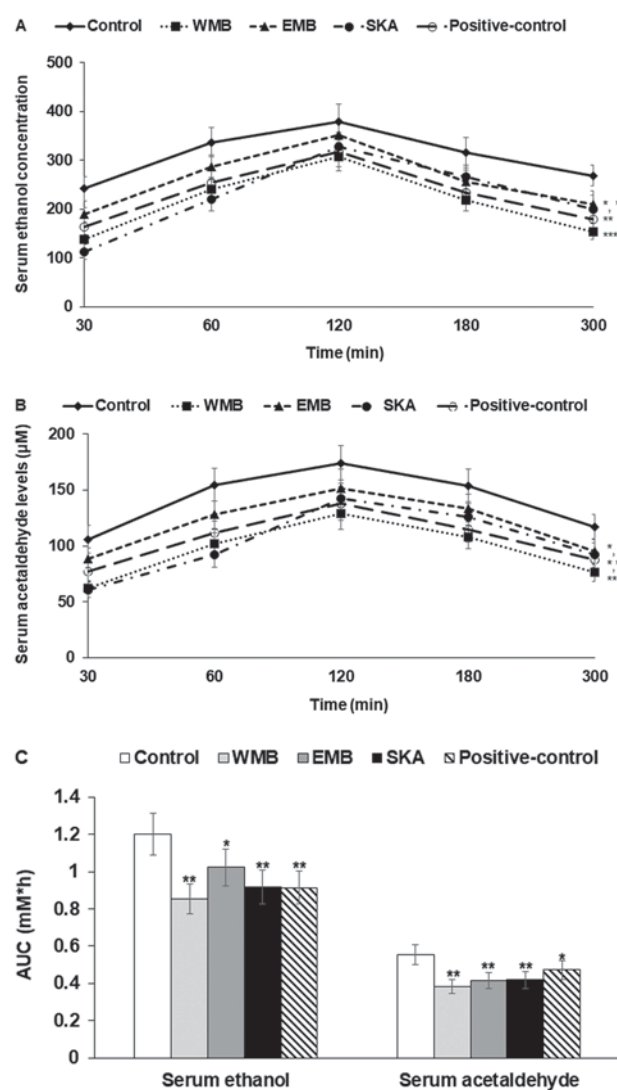 A
Control WMB EMB SKA Positive-control
Serum ethanol concentration
500
400
300
200
100
0
*, *
**
***
30 60 120 180 300
Time (min)
B
Control WMB EMB SKA Positive-control
Serum acetaldehyde levels (µM)
200
150
100
50
0
*,
**,
**
30 60 120 180 300
Time (min)
C
Control WMB EMB SKA Positive-control
AUC (mM*h)
1.4
1.2
1
0.8
0.6
0.4
0.2
0
** * ** **
** ** ** *
Serum ethanol Serum acetaldehyde